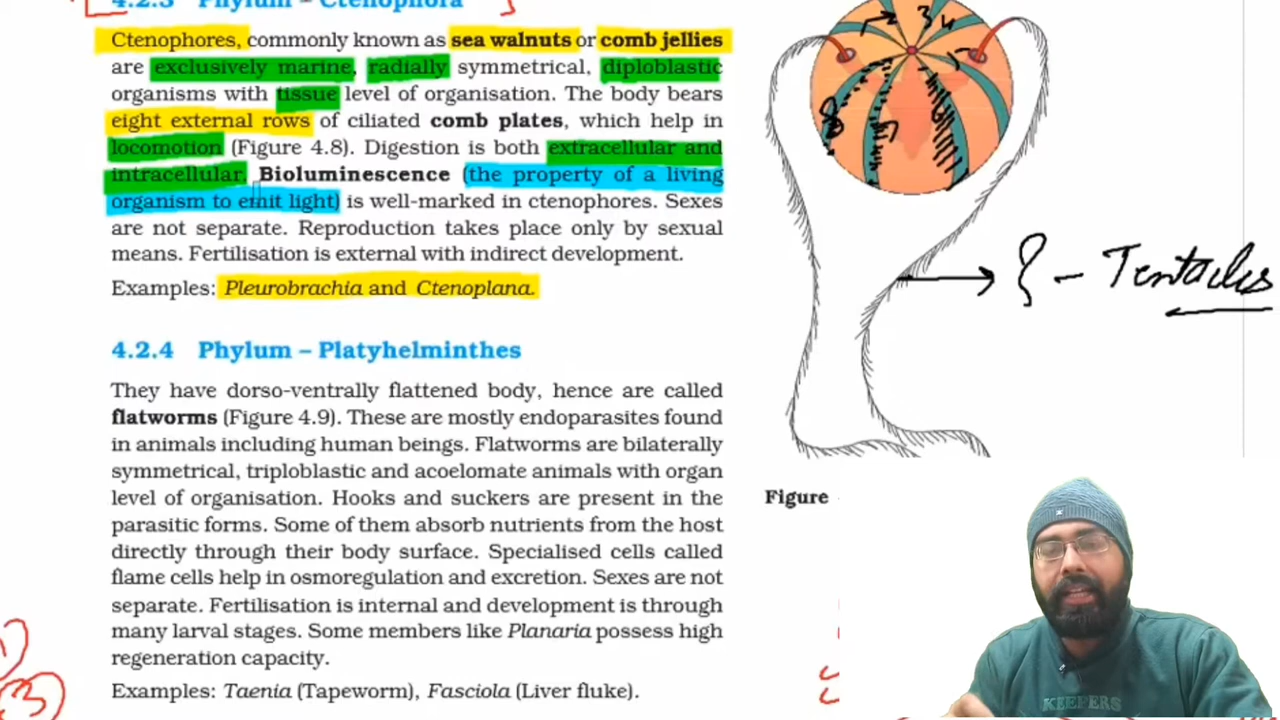 4.2.3 Phylum – Ctenophora
Ctenophores, commonly known as sea walnuts or comb jellies
are exclusively marine, radially symmetrical, diploblastic
organisms with tissue level of organisation. The body bears
eight external rows of ciliated comb plates, which help in
locomotion (Figure 4.8). Digestion is both extracellular and
intracellular. Bioluminescence (the property of a living
organism to emit light) is well-marked in ctenophores. Sexes
are not separate. Reproduction takes place only by sexual
means. Fertilisation is external with indirect development.
Examples: Pleurobrachia and Ctenoplana.
4.2.4 Phylum – Platyhelminthes
They have dorso-ventrally flattened body, hence are called
flatworms (Figure 4.9). These are mostly endoparasites found
in animals including human beings. Flatworms are bilaterally
symmetrical, triploblastic and acoelomate animals with organ
level of organisation. Hooks and suckers are present in the
parasitic forms. Some of them absorb nutrients from the host
directly through their body surface. Specialised cells called
flame cells help in osmoregulation and excretion. Sexes are not
separate. Fertilisation is internal and development is through
many larval stages. Some members like Planaria possess high
regeneration capacity.
Examples: Taenia (Tapeworm), Fasciola (Liver fluke).
3 4
8 7
– Tentacles
Figure
KEEPERS